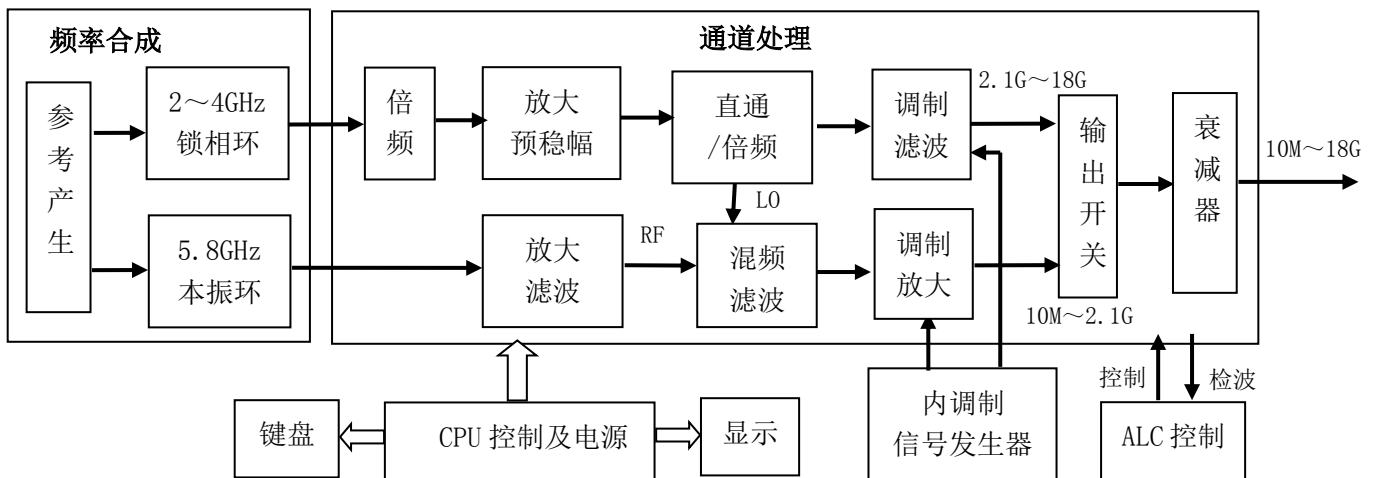 频率合成
通道处理
参考产生
2～4GHz
锁相环
5.8GHz
本振环
倍频
放大
预稳幅
直通
/倍频
调制
滤波
2.1G～18G
输出开关
衰减器
10M～18G
LO
放大
滤波
RF
混频
滤波
调制
放大
10M～2.1G
键盘
CPU 控制及电源
显示
内调制
信号发生器
控制
检波
ALC 控制